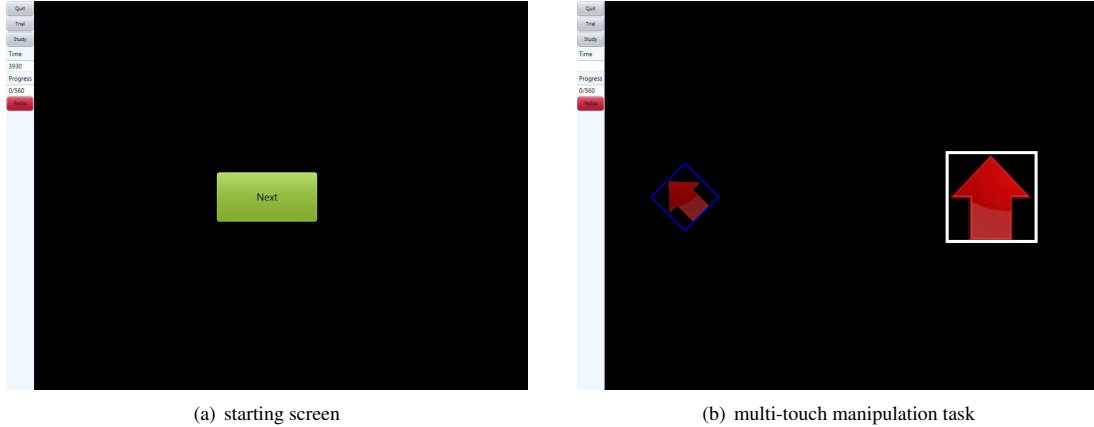 Quit
Trial
Study
Time
3930
Progress
0/560
Next
(a) starting screen
Quit
Trial
Study
Time
Progress
0/560
(b) multi-touch manipulation task